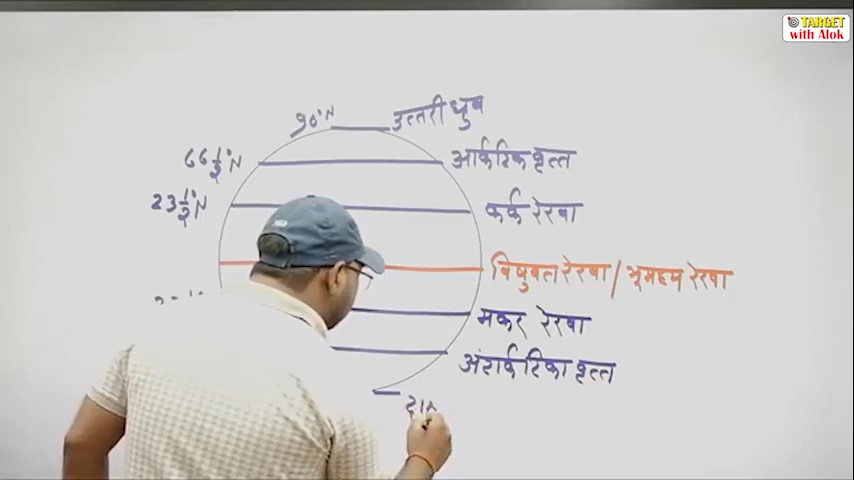 TARGET
with Alok
90°N उत्तरी ध्रुव
66½°N आर्कटिक वृत्त
23½°N कर्क रेखा
विषुवत रेखा / भूमध्य रेखा
मकर रेखा
अंटार्कटिका वृत्त